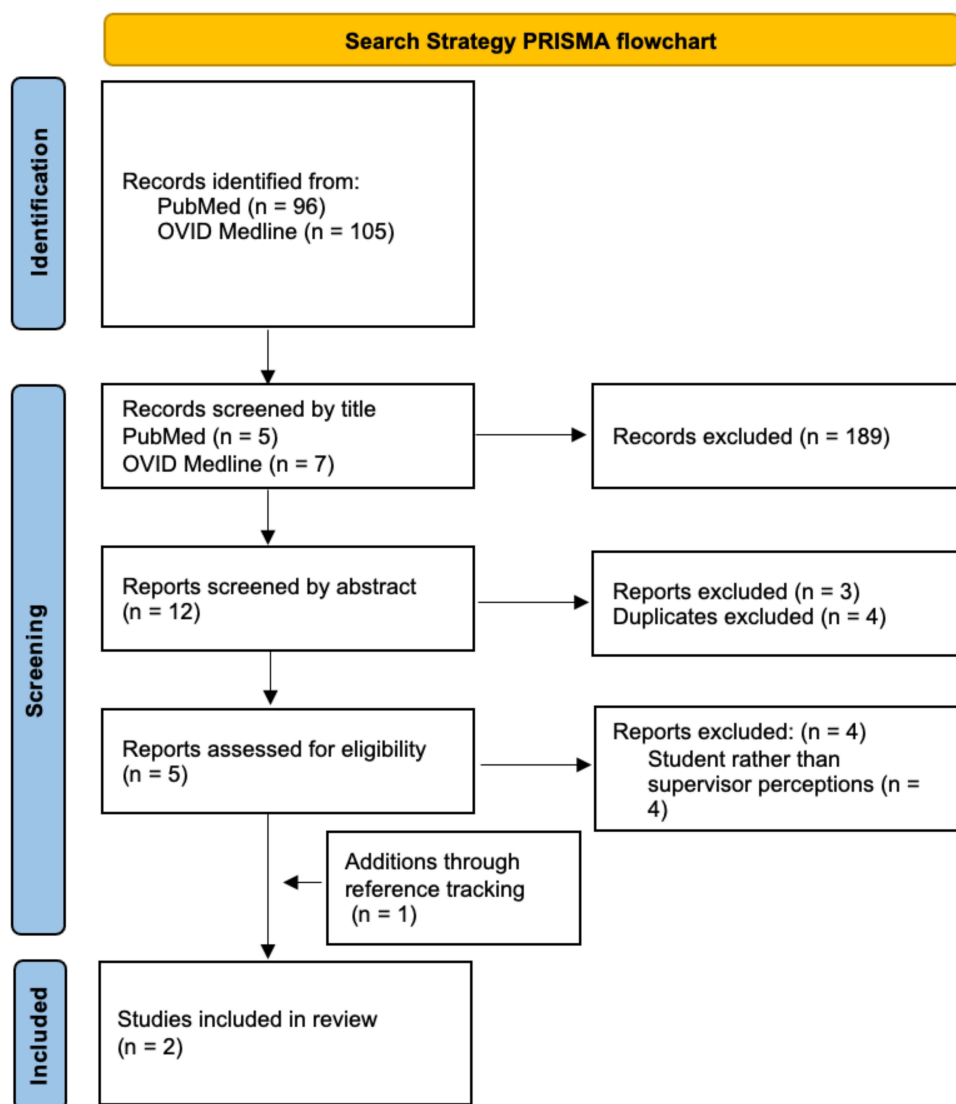 Search Strategy PRISMA flowchart
Identification
Records identified from:
PubMed (n = 96)
OVID Medline (n = 105)
Screening
Records screened by title
PubMed (n = 5)
OVID Medline (n = 7)
Records excluded (n = 189)
Reports screened by abstract
(n = 12)
Reports excluded (n = 3)
Duplicates excluded (n = 4)
Reports assessed for eligibility
(n = 5)
Reports excluded: (n = 4)
Student rather than
supervisor perceptions (n =
4)
Additions through
reference tracking
(n = 1)
Included
Studies included in review
(n = 2)